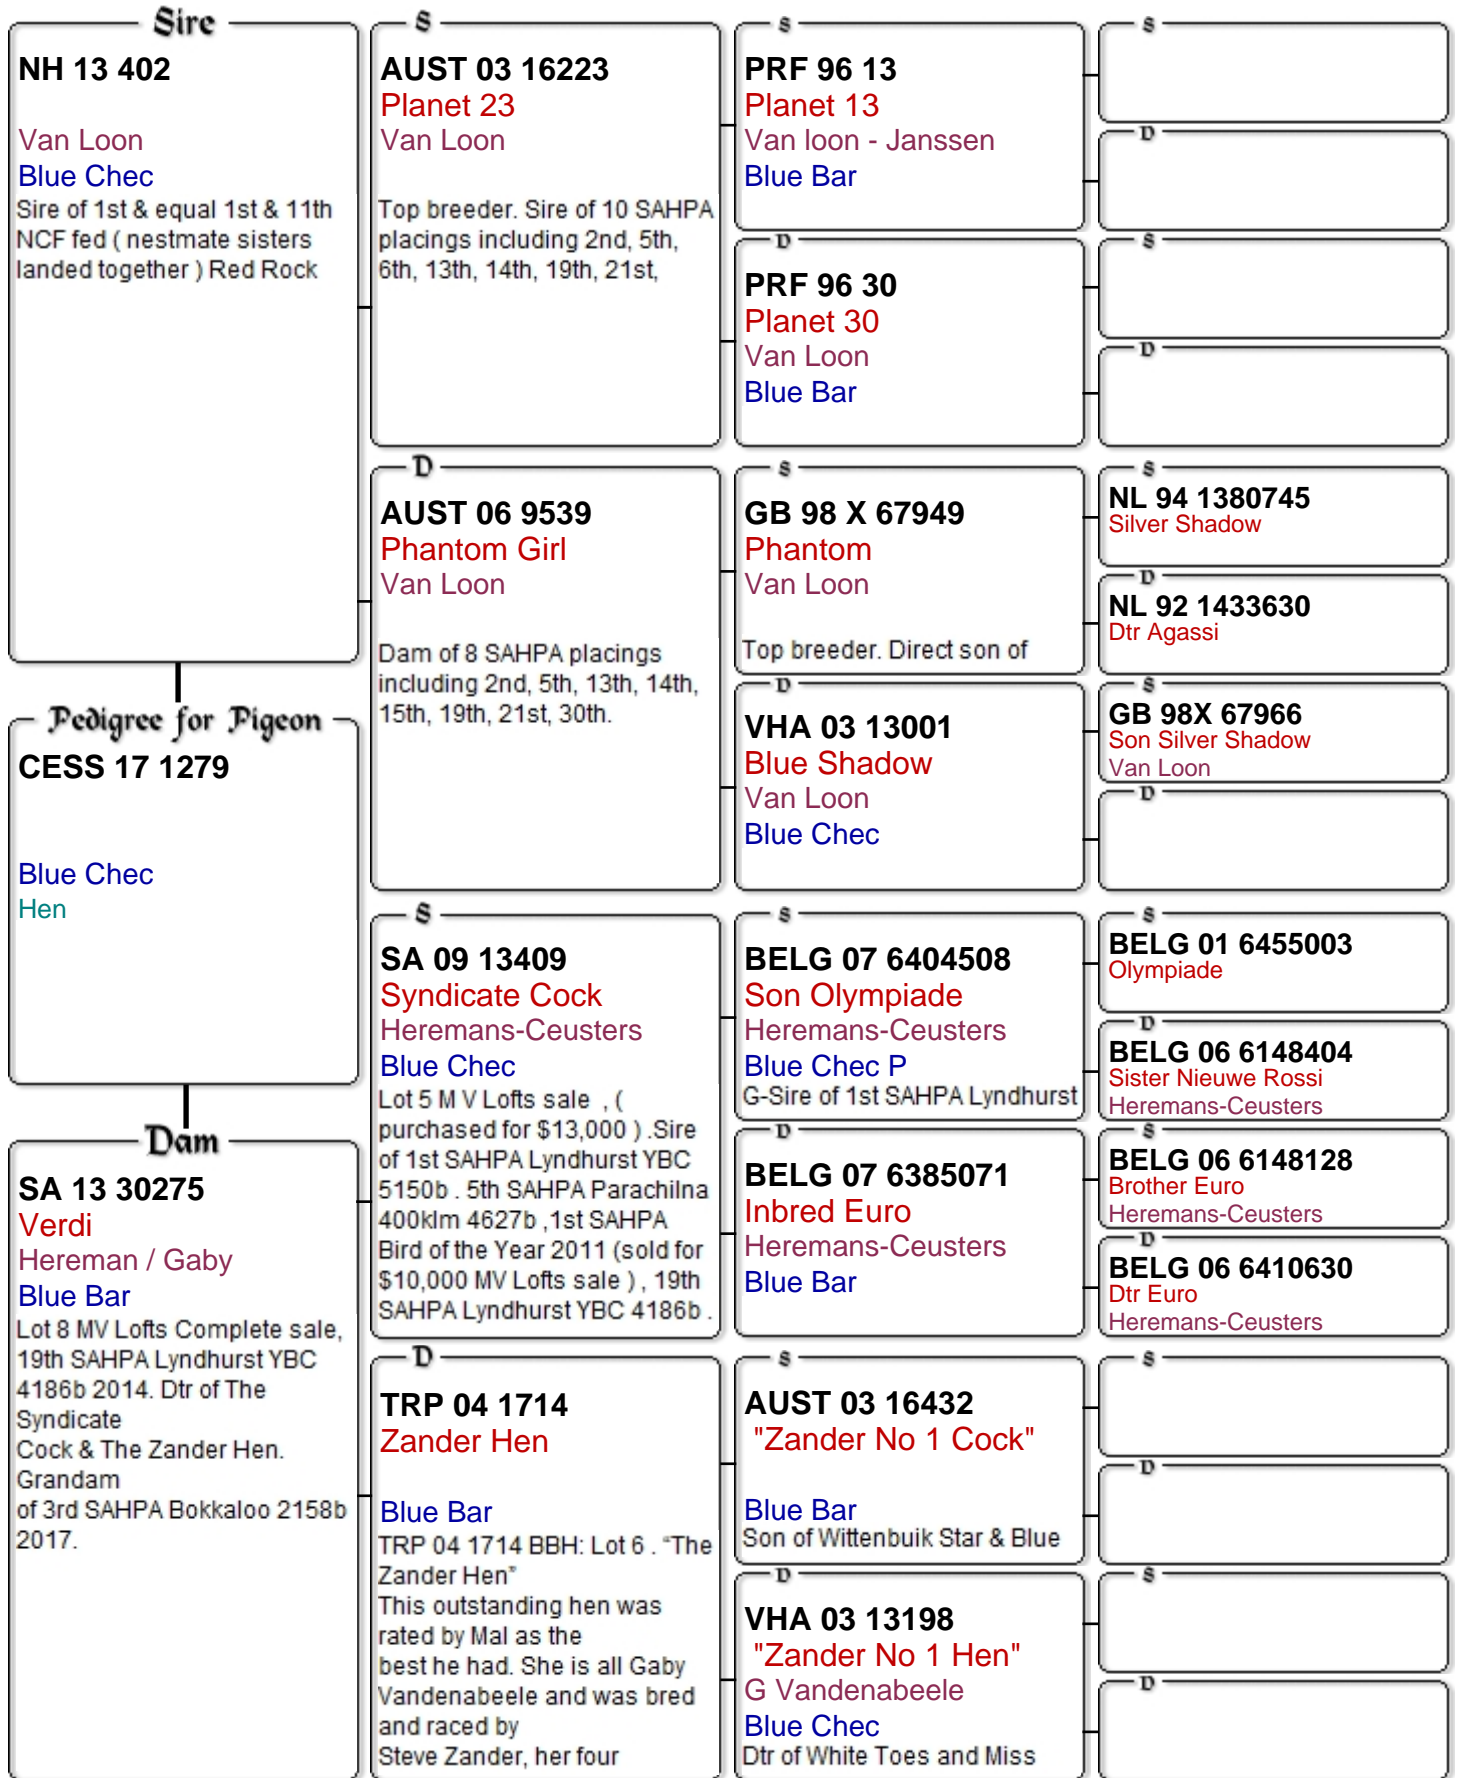 Sire
NH 13 402
Van Loon
Blue Chec
Sire of 1st & equal 1st & 11th
NCF fed ( nestmate sisters
landed together ) Red Rock
Pedigree for Pigeon
CESS 17 1279
Blue Chec
Hen
Dam
SA 13 30275
Verdi
Hereman / Gaby
Blue Bar
Lot 8 MV Lofts Complete sale,
19th SAHPA Lyndhurst YBC
4186b 2014. Dtr of The
Syndicate
Cock & The Zander Hen.
Grandam
of 3rd SAHPA Bokkaloo 2158b
2017.
S
AUST 03 16223
Planet 23
Van Loon
Top breeder. Sire of 10 SAHPA
placings including 2nd, 5th,
6th, 13th, 14th, 19th, 21st,
D
AUST 06 9539
Phantom Girl
Van Loon
Dam of 8 SAHPA placings
including 2nd, 5th, 13th, 14th,
15th, 19th, 21st, 30th.
S
SA 09 13409
Syndicate Cock
Heremans-Ceusters
Blue Chec
Lot 5 M V Lofts sale , (
purchased for $13,000 ) .Sire
of 1st SAHPA Lyndhurst YBC
5150b . 5th SAHPA Parachilna
400klm 4627b ,1st SAHPA
Bird of the Year 2011 (sold for
$10,000 MV Lofts sale ) , 19th
SAHPA Lyndhurst YBC 4186b .
D
TRP 04 1714
Zander Hen
Blue Bar
TRP 04 1714 BBH: Lot 6 . “The
Zander Hen”
This outstanding hen was
rated by Mal as the
best he had. She is all Gaby
Vandenabeele and was bred
and raced by
Steve Zander, her four
S
PRF 96 13
Planet 13
Van loon - Janssen
Blue Bar
D
PRF 96 30
Planet 30
Van Loon
Blue Bar
S
GB 98 X 67949
Phantom
Van Loon
Top breeder. Direct son of
D
VHA 03 13001
Blue Shadow
Van Loon
Blue Chec
S
BELG 07 6404508
Son Olympiade
Heremans-Ceusters
Blue Chec P
G-Sire of 1st SAHPA Lyndhurst
D
BELG 07 6385071
Inbred Euro
Heremans-Ceusters
Blue Bar
S
AUST 03 16432
"Zander No 1 Cock"
Blue Bar
Son of Wittenbuik Star & Blue
D
VHA 03 13198
"Zander No 1 Hen"
G Vandenabeele
Blue Chec
Dtr of White Toes and Miss
S
D
S
D
S
NL 94 1380745
Silver Shadow
D
NL 92 1433630
Dtr Agassi
S
GB 98X 67966
Son Silver Shadow
Van Loon
D
S
BELG 01 6455003
Olympiade
D
BELG 06 6148404
Sister Nieuwe Rossi
Heremans-Ceusters
S
BELG 06 6148128
Brother Euro
Heremans-Ceusters
D
BELG 06 6410630
Dtr Euro
Heremans-Ceusters
S
D
S
D